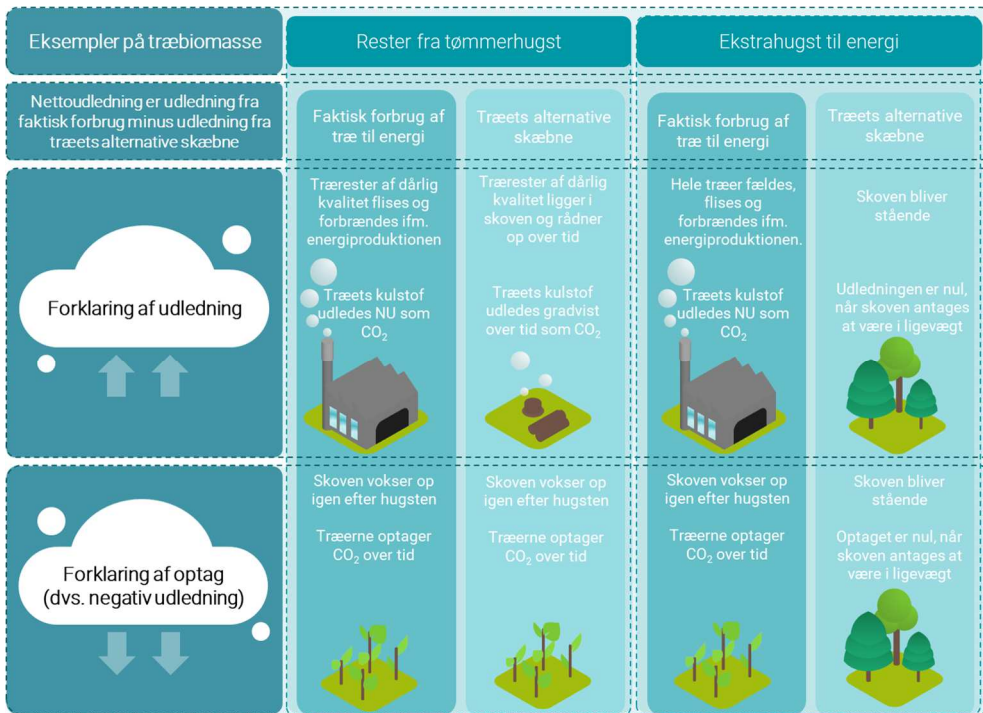 Eksempler på træbiomasse
Rester fra tømmerhugst
Ekstrahugst til energi
Nettoudledning er udledning fra
faktisk forbrug minus udledning fra
træets alternative skæbne
Faktisk forbrug af
træ til energi
Træets alternative
skæbne
Faktisk forbrug af
træ til energi
Træets alternative
skæbne
Forklaring af udledning
Trærester af dårlig
kvalitet flises og
forbrændes ifm.
energiproduktionen
Træets kulstof
udledes NU som
CO₂
Trærester af dårlig
kvalitet ligger i
skoven og rådner
op over tid
Træets kulstof
udledes gradvist
over tid som CO₂
Hele træer fældes,
flises og
forbrændes ifm.
energiproduktionen.
Træets kulstof
udledes NU som
CO₂
Skoven bliver
stående
Udledningen er nul,
når skoven antages
at være i ligevægt
Forklaring af optag
(dvs. negativ udledning)
Skoven vokser op
igen efter hugsten
Træerne optager
CO₂ over tid
Skoven vokser op
igen efter hugsten
Træerne optager
CO₂ over tid
Skoven vokser op
igen efter hugsten
Træerne optager
CO₂ over tid
Skoven bliver
stående
Optaget er nul, når
skoven antages at
være i ligevægt